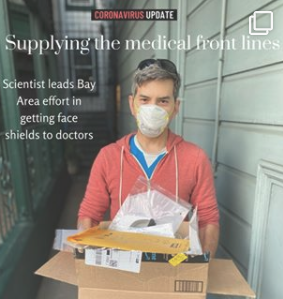 CORONAVIRUS UPDATE
Supplying the medical front lines
Scientist leads Bay
Area effort in
getting face
shields to doctors